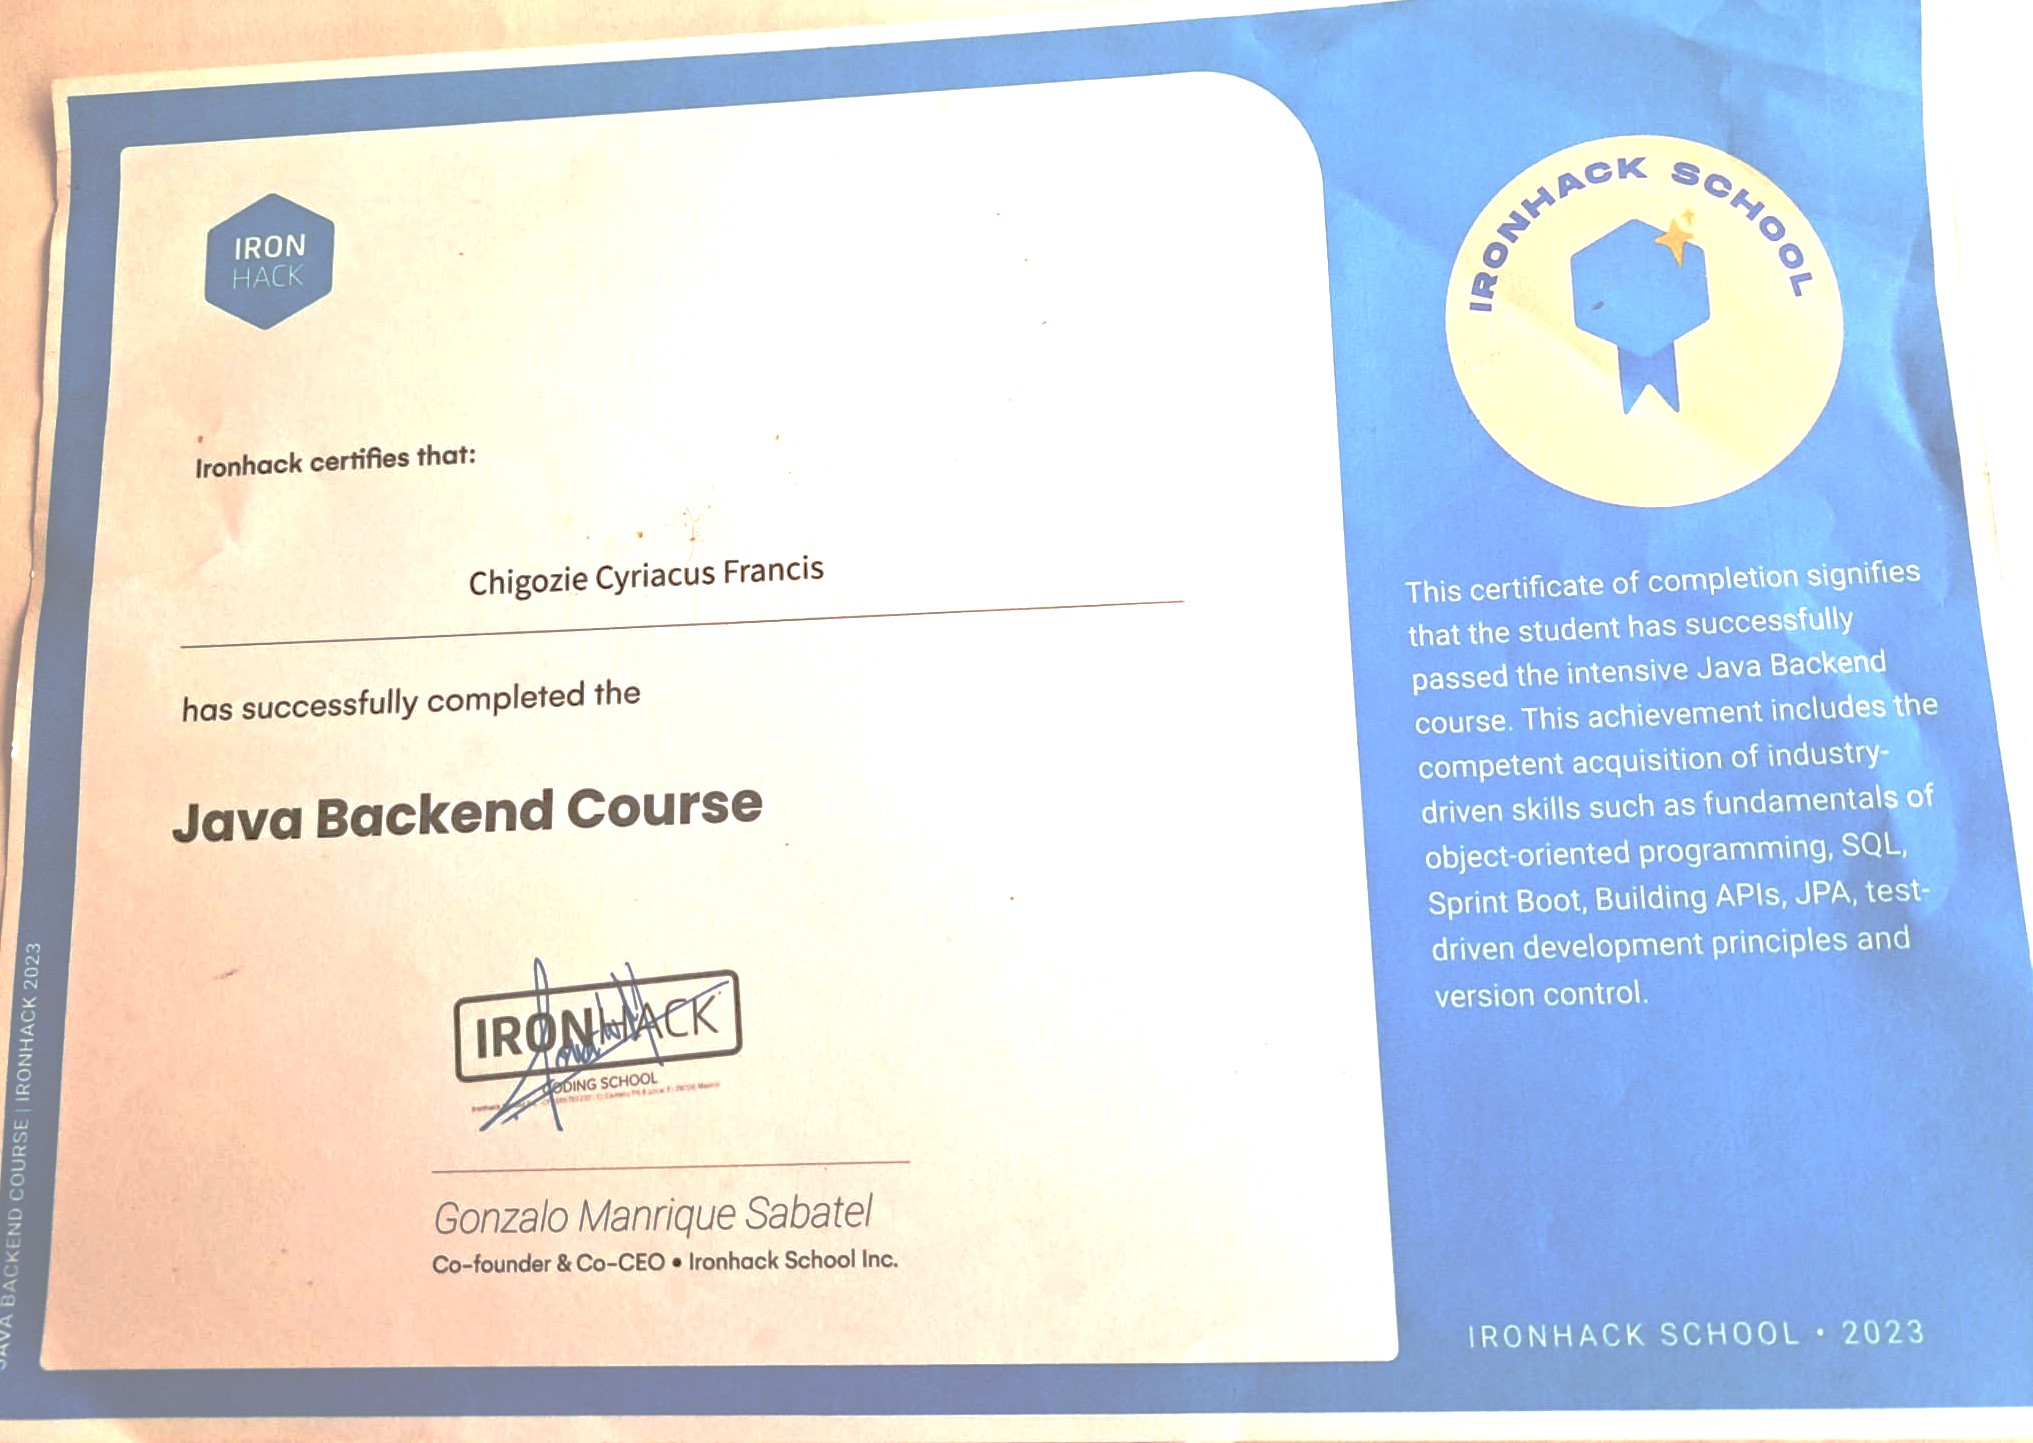 IRON
HACK
Ironhack certifies that:
Chigozie Cyriacus Francis
has successfully completed the
Java Backend Course
IRONHACK
CODING SCHOOL
Gonzalo Manrique Sabatel
Co-founder & Co-CEO • Ironhack School Inc.
JAVA BACKEND COURSE | IRONHACK 2023
IRONHACK SCHOOL
This certificate of completion signifies
that the student has successfully
passed the intensive Java Backend
course. This achievement includes the
competent acquisition of industry-
driven skills such as fundamentals of
object-oriented programming, SQL,
Sprint Boot, Building APIs, JPA, test-
driven development principles and
version control.
IRONHACK SCHOOL • 2023